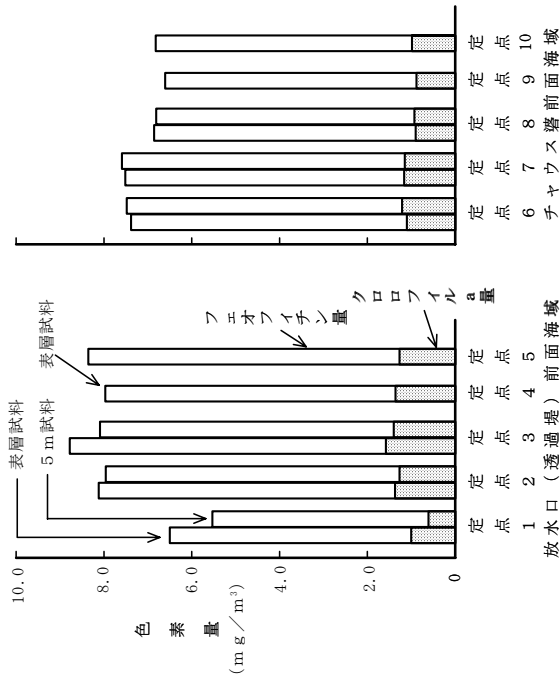 表層試料
5m試料
表層試料
フェオフィチン量
クロロフィルa量
10.0
8.0
6.0
4.0
2.0
0
色素量
(mg/m³)
定点1
定点2
定点3
定点4
定点5
定点6
定点7
定点8
定点9
定点10
放水口(透過堤)前面海域
チャウス碆前面海域